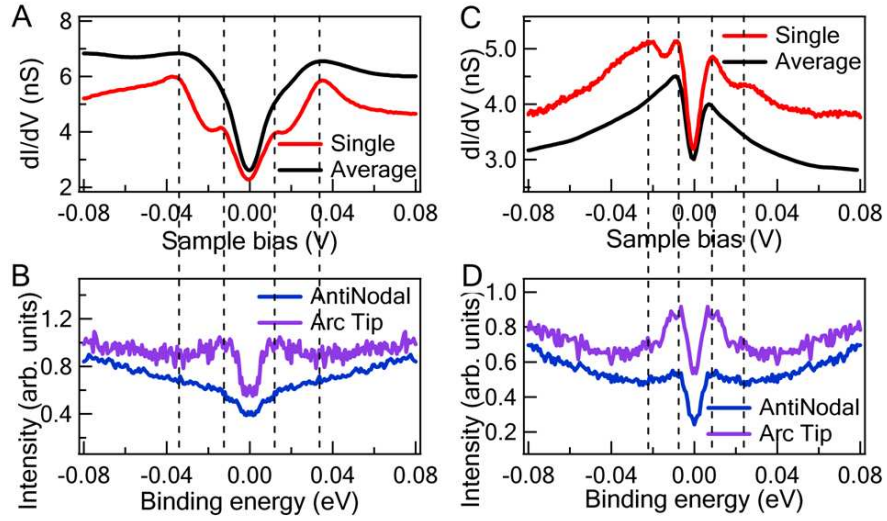 A
dI/dV (nS)
8
6
4
2
Single
Average
-0.08 -0.04 0.00 0.04 0.08
Sample bias (V)
B
Intensity (arb. units)
1.2
0.8
0.4
AntiNodal
Arc Tip
-0.08 -0.04 0.00 0.04 0.08
Binding energy (eV)
C
dI/dV (nS)
5.0
4.0
3.0
Single
Average
-0.08 -0.04 0.00 0.04 0.08
Sample bias (V)
D
Intensity (arb. units)
1.0
0.8
0.6
0.4
0.2
AntiNodal
Arc Tip
-0.08 -0.04 0.00 0.04 0.08
Binding energy (eV)